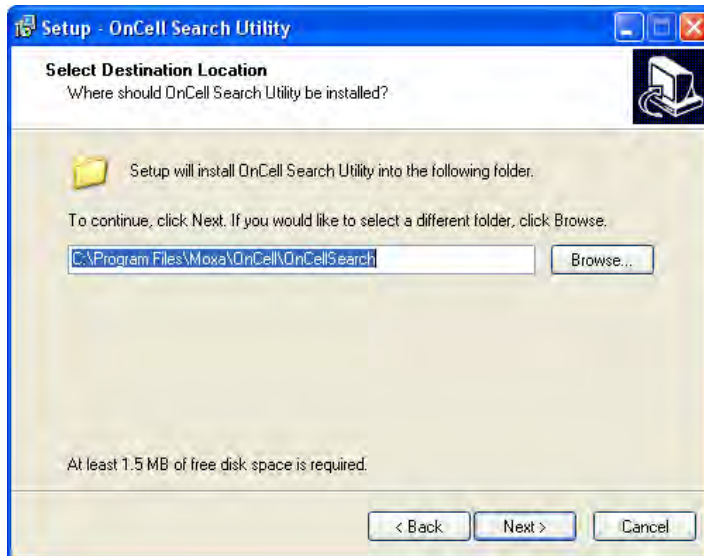 Setup - OnCell Search Utility
Select Destination Location
Where should OnCell Search Utility be installed?
Setup will install OnCell Search Utility into the following folder.
To continue, click Next. If you would like to select a different folder, click Browse.
C:\Program Files\Moxa\OnCell\OnCellSearch
Browse...
At least 1.5 MB of free disk space is required.
< Back
Next >
Cancel